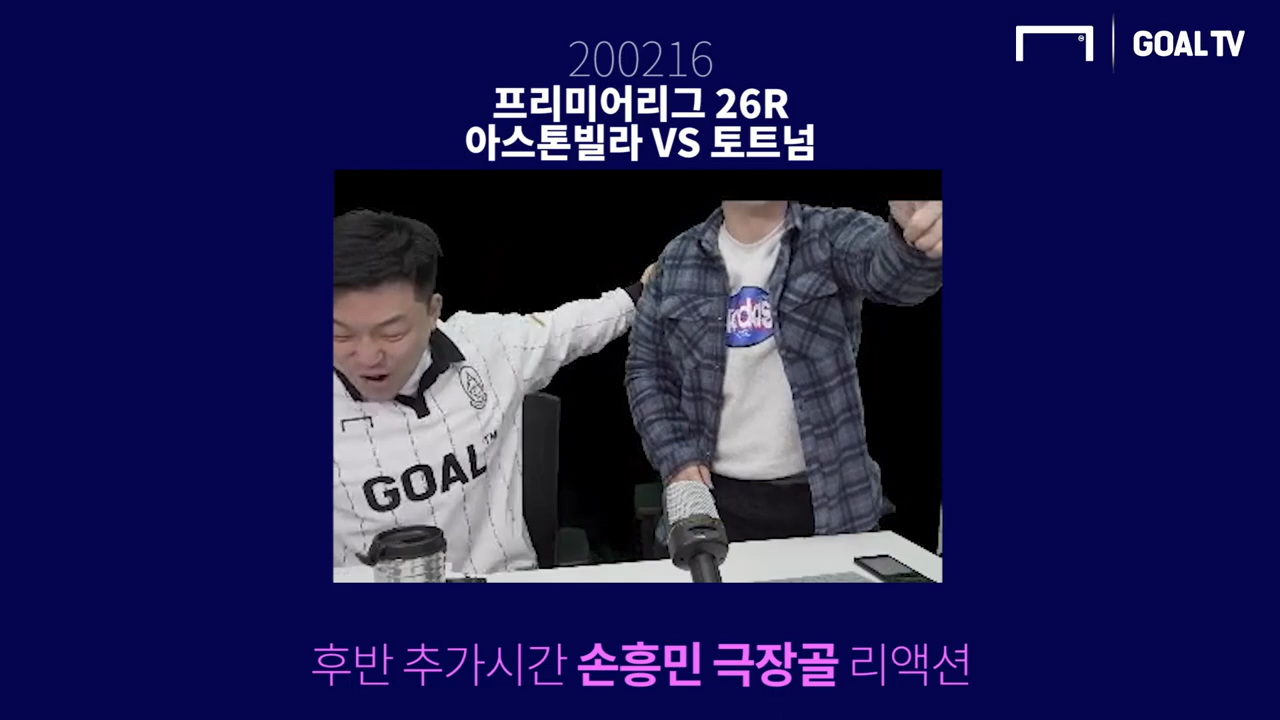 GOAL TV
200216
프리미어리그 26R
아스톤빌라 VS 토트넘
GOAL™
후반 추가시간 손흥민 극장골 리액션